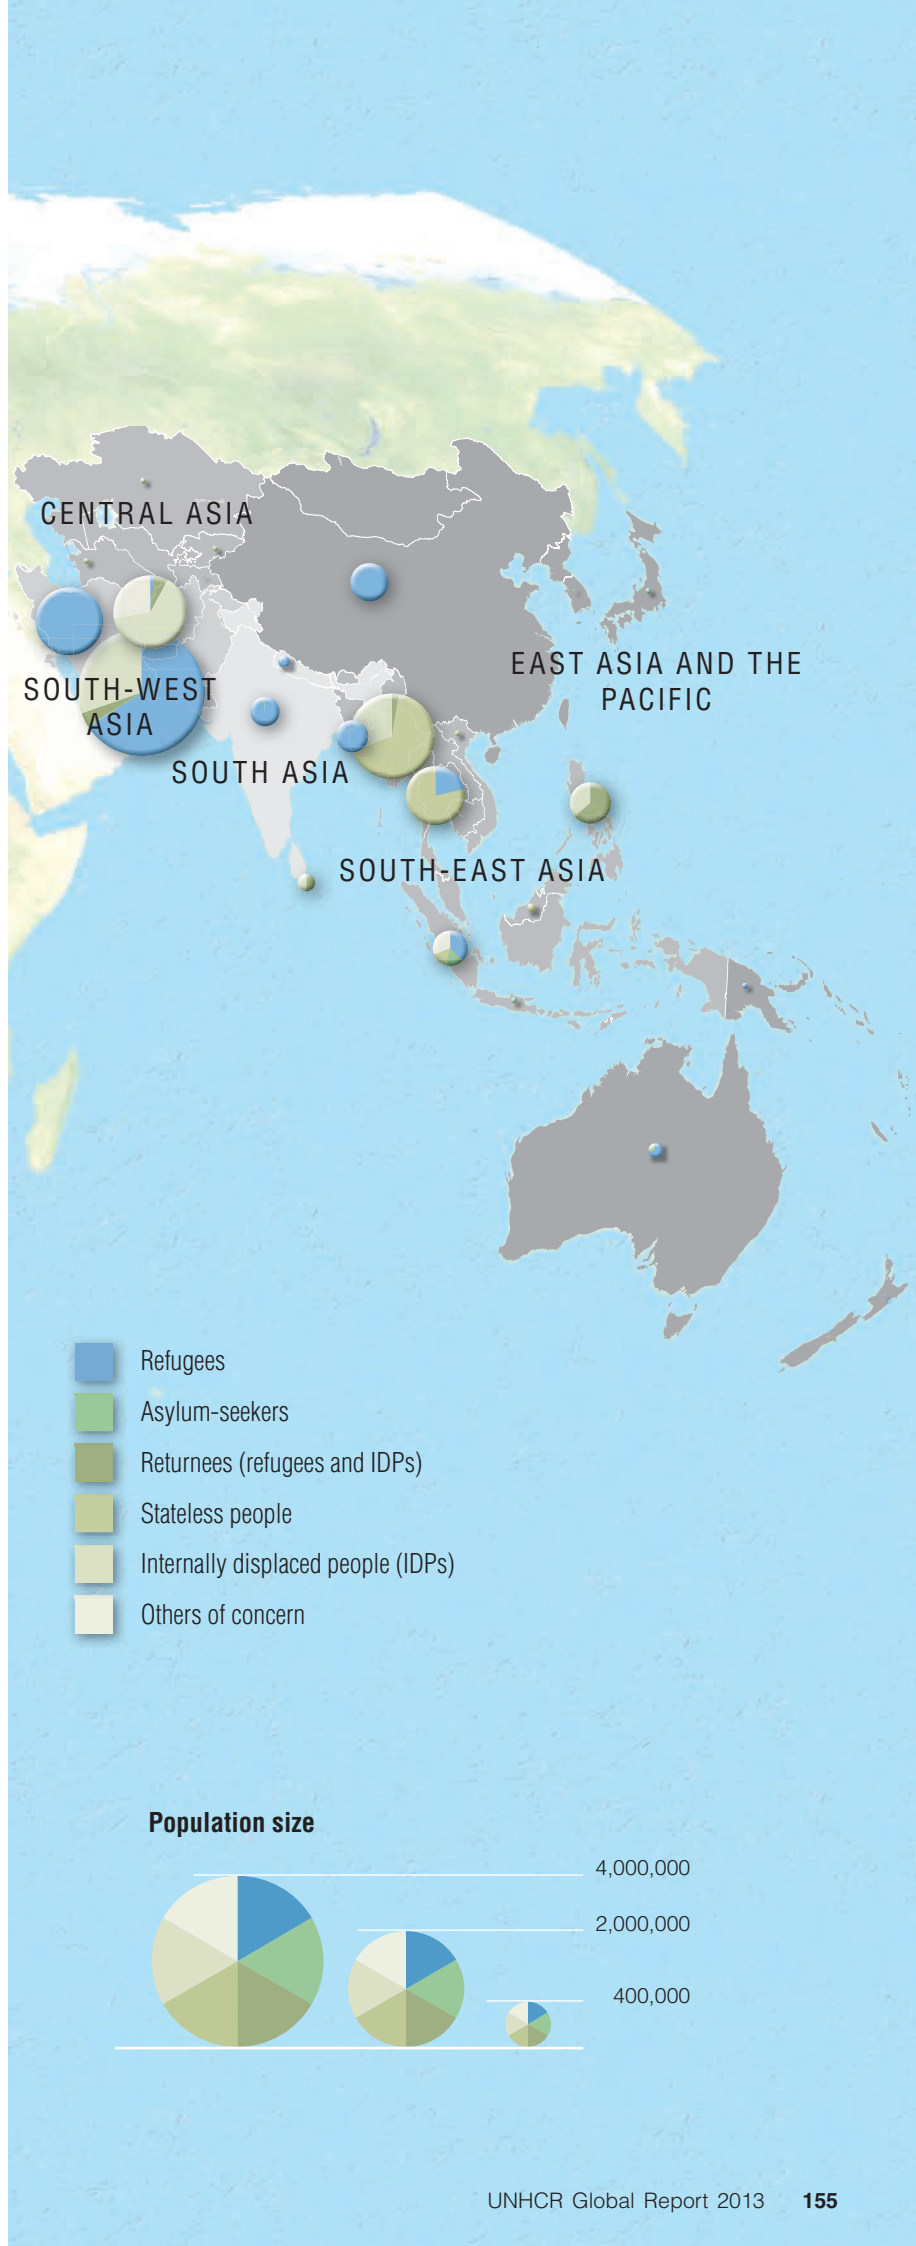 CENTRAL ASIA
EAST ASIA AND THE
PACIFIC
SOUTH-WEST
ASIA
SOUTH ASIA
SOUTH-EAST ASIA
Refugees
Asylum-seekers
Returnees (refugees and IDPs)
Stateless people
Internally displaced people (IDPs)
Others of concern
Population size
4,000,000
2,000,000
400,000
UNHCR Global Report 2013 155